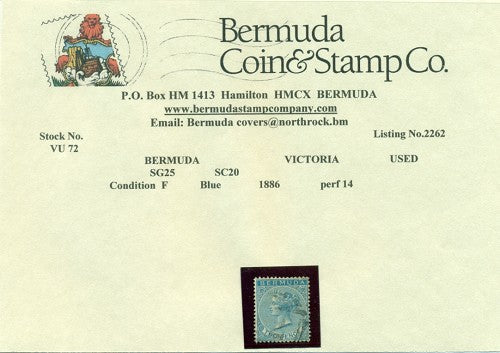 Bermuda
Coin&Stamp Co.
P.O. Box HM 1413 Hamilton HMCX BERMUDA
www.bermudastampcompany.com
Email: Bermuda covers@northrock.bm
Stock No. Listing No.2262
VU 72
BERMUDA VICTORIA USED
SG25 SC20
Condition F Blue 1886 perf 14
BERMUDA